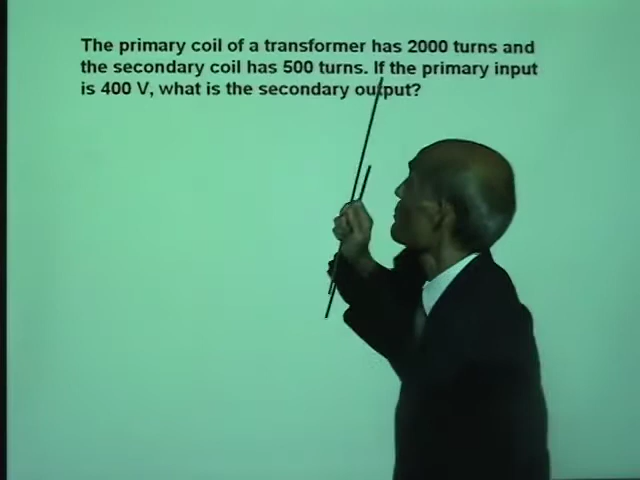 The primary coil of a transformer has 2000 turns and
the secondary coil has 500 turns. If the primary input
is 400 V, what is the secondary output?